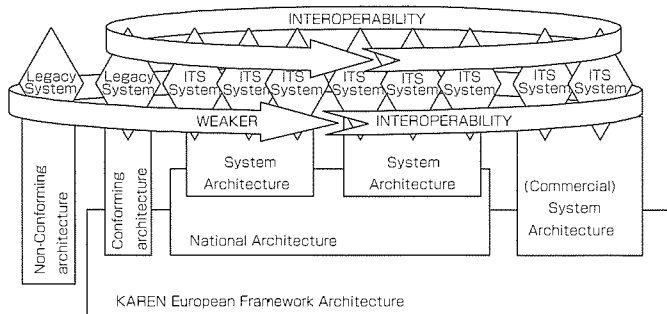 INTEROPERABILITY
Legacy
System
Legacy
System
ITS
System
ITS
System
ITS
System
ITS
System
ITS
System
ITS
System
ITS
System
ITS
System
WEAKER
INTEROPERABILITY
Non-Conforming
architecture
Conforming
architecture
System
Architecture
System
Architecture
(Commercial)
System
Architecture
National Architecture
KAREN European Framework Architecture